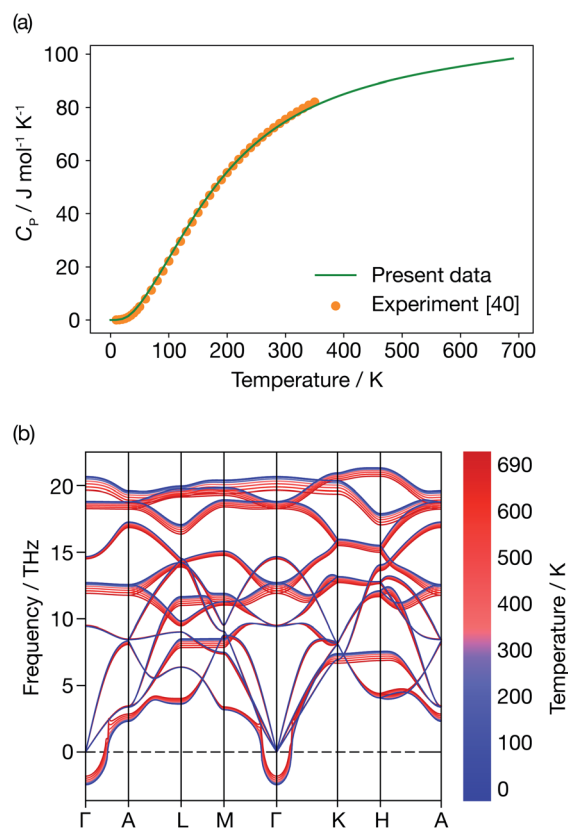 (a)
100
80
60
40
20
0
C_P / J mol⁻¹ K⁻¹
Present data
Experiment [40]
0 100 200 300 400 500 600 700
Temperature / K
(b)
20
15
10
5
0
Frequency / THz
Γ A L M Γ K H A
690
600
500
400
300
200
100
0
Temperature / K